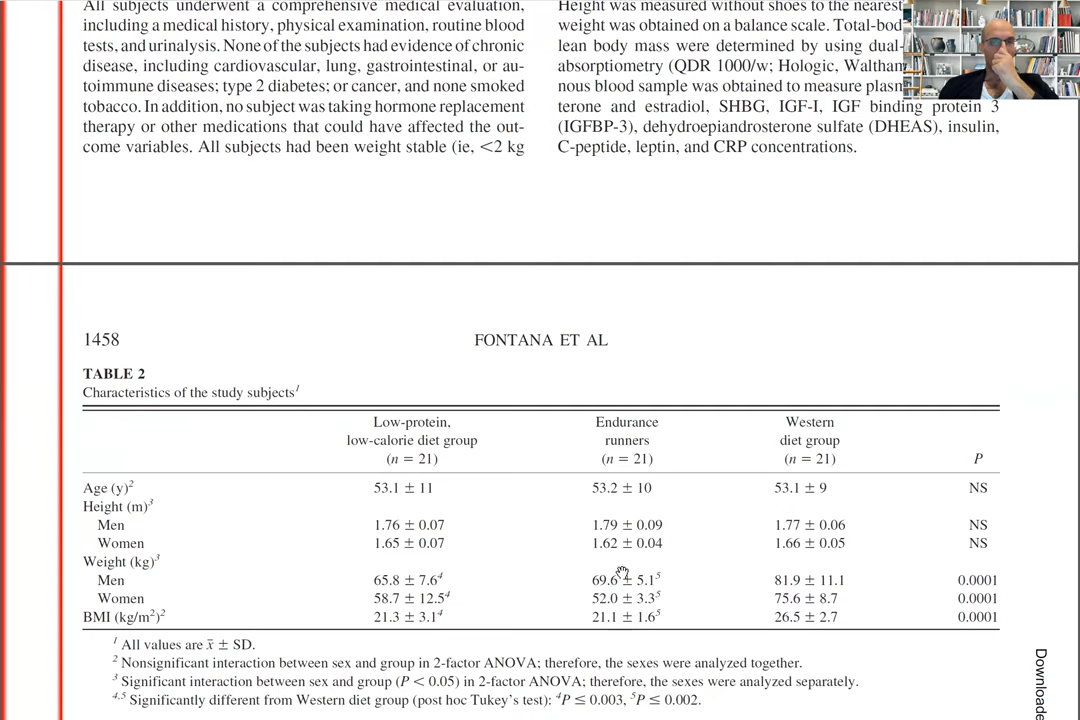 All subjects underwent a comprehensive medical evaluation,
including a medical history, physical examination, routine blood
tests, and urinalysis. None of the subjects had evidence of chronic
disease, including cardiovascular, lung, gastrointestinal, or au-
toimmune diseases; type 2 diabetes; or cancer, and none smoked
tobacco. In addition, no subject was taking hormone replacement
therapy or other medications that could have affected the out-
come variables. All subjects had been weight stable (ie, <2 kg
Height was measured without shoes to the nearest
weight was obtained on a balance scale. Total-bod
lean body mass were determined by using dual-
absorptiometry (QDR 1000/w; Hologic, Waltham
nous blood sample was obtained to measure plasm
terone and estradiol, SHBG, IGF-I, IGF binding protein 3
(IGFBP-3), dehydroepiandrosterone sulfate (DHEAS), insulin,
C-peptide, leptin, and CRP concentrations.
1458 FONTANA ET AL
TABLE 2
Characteristics of the study subjects¹
Low-protein, Endurance Western
low-calorie diet group runners diet group
(n = 21) (n = 21) (n = 21) P
Age (y)² 53.1 ± 11 53.2 ± 10 53.1 ± 9 NS
Height (m)³
Men 1.76 ± 0.07 1.79 ± 0.09 1.77 ± 0.06 NS
Women 1.65 ± 0.07 1.62 ± 0.04 1.66 ± 0.05 NS
Weight (kg)³
Men 65.8 ± 7.6⁴ 69.6 ± 5.1⁵ 81.9 ± 11.1 0.0001
Women 58.7 ± 12.5⁴ 52.0 ± 3.3⁵ 75.6 ± 8.7 0.0001
BMI (kg/m²)² 21.3 ± 3.1⁴ 21.1 ± 1.6⁵ 26.5 ± 2.7 0.0001
¹ All values are x̄ ± SD.
² Nonsignificant interaction between sex and group in 2-factor ANOVA; therefore, the sexes were analyzed together.
³ Significant interaction between sex and group (P < 0.05) in 2-factor ANOVA; therefore, the sexes were analyzed separately.
⁴,⁵ Significantly different from Western diet group (post hoc Tukey's test): ⁴P ≤ 0.003, ⁵P ≤ 0.002.
Downloade